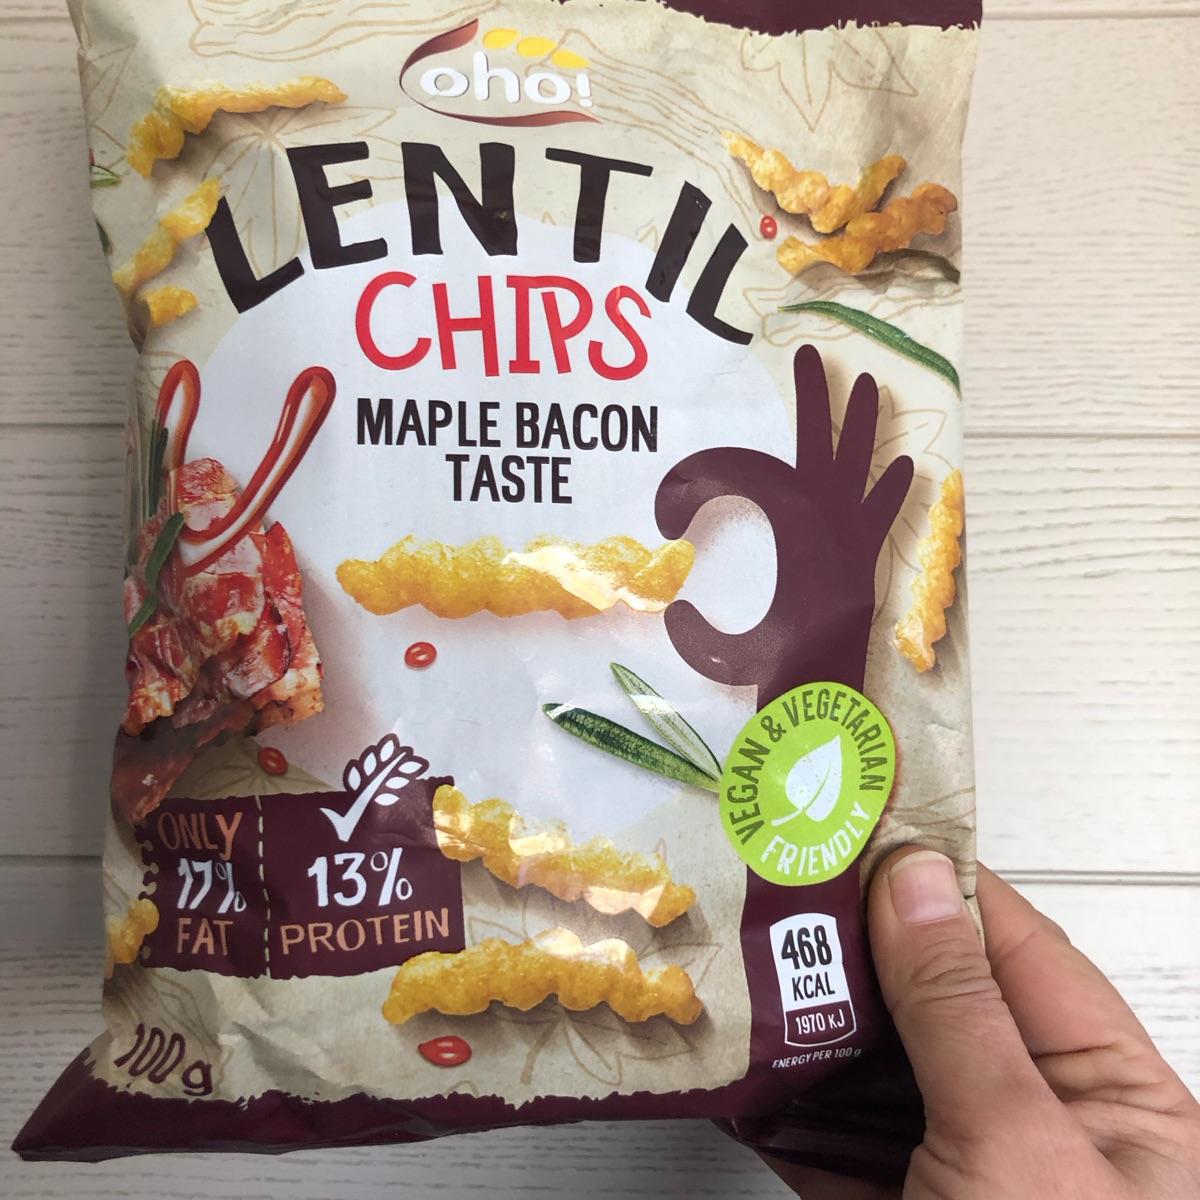 oho!
LENTIL
CHIPS
MAPLE BACON
TASTE
VEGAN & VEGETARIAN
FRIENDLY
ONLY
17%
FAT
13%
PROTEIN
468
KCAL
1970 KJ
ENERGY PER 100 g
100 g